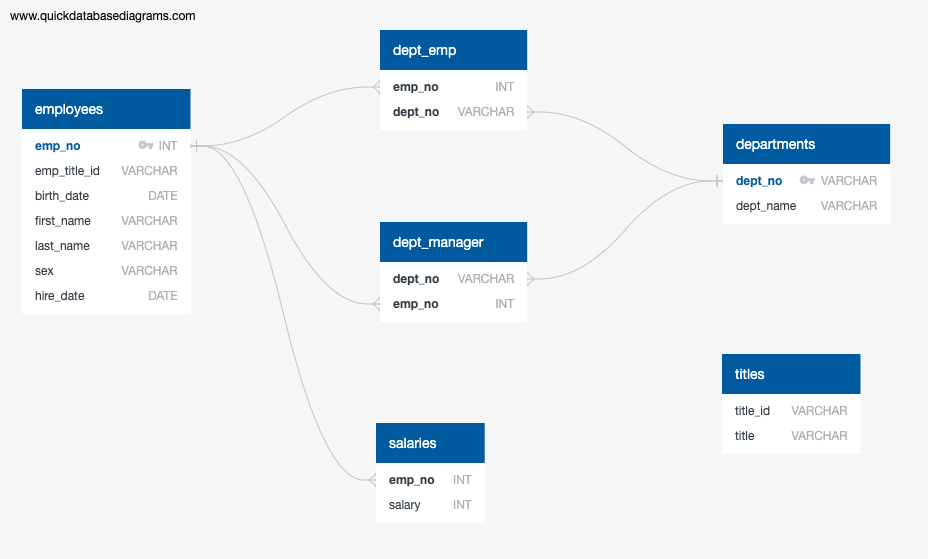 www.quickdatabasediagrams.com
employees
emp_no INT
emp_title_id VARCHAR
birth_date DATE
first_name VARCHAR
last_name VARCHAR
sex VARCHAR
hire_date DATE
dept_emp
emp_no INT
dept_no VARCHAR
dept_manager
dept_no VARCHAR
emp_no INT
salaries
emp_no INT
salary INT
departments
dept_no VARCHAR
dept_name VARCHAR
titles
title_id VARCHAR
title VARCHAR